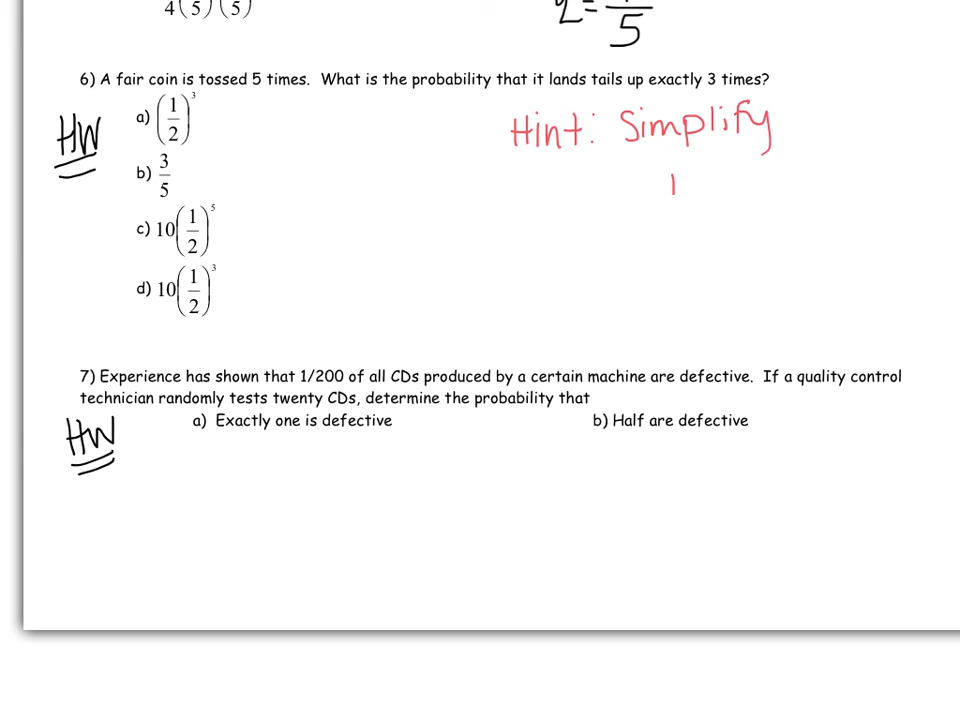 4(5)(5)
2=1/5
6) A fair coin is tossed 5 times. What is the probability that it lands tails up exactly 3 times?
HW
a) (1/2)^3
Hint: Simplify
1
b) 3/5
c) 10(1/2)^5
d) 10(1/2)^3
7) Experience has shown that 1/200 of all CDs produced by a certain machine are defective. If a quality control
technician randomly tests twenty CDs, determine the probability that
HW
a) Exactly one is defective b) Half are defective